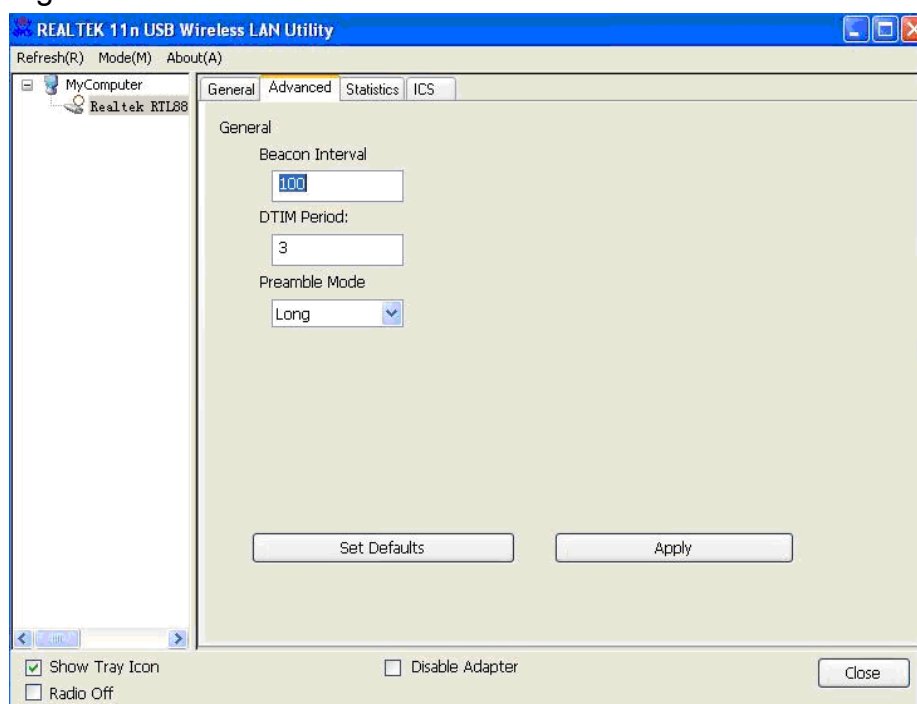 REALTEK 11n USB Wireless LAN Utility
Refresh(R) Mode(M) About(A)
MyComputer
Realtek RTL88
General Advanced Statistics ICS
General
Beacon Interval
100
DTIM Period:
3
Preamble Mode
Long
Set Defaults Apply
Show Tray Icon Disable Adapter Close
Radio Off